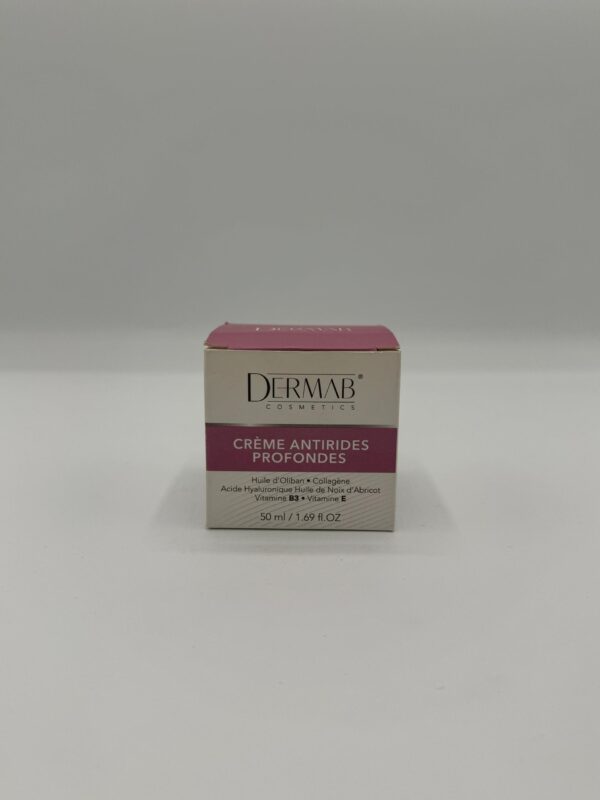 DERMAB
DERMAB®
COSMETICS
CRÈME ANTIRIDES
PROFONDES
Huile d'Oliban • Collagène
Acide Hyaluronique Huile de Noix d'Abricot
Vitamine B3 • Vitamine E
50 ml / 1.69 fl.OZ